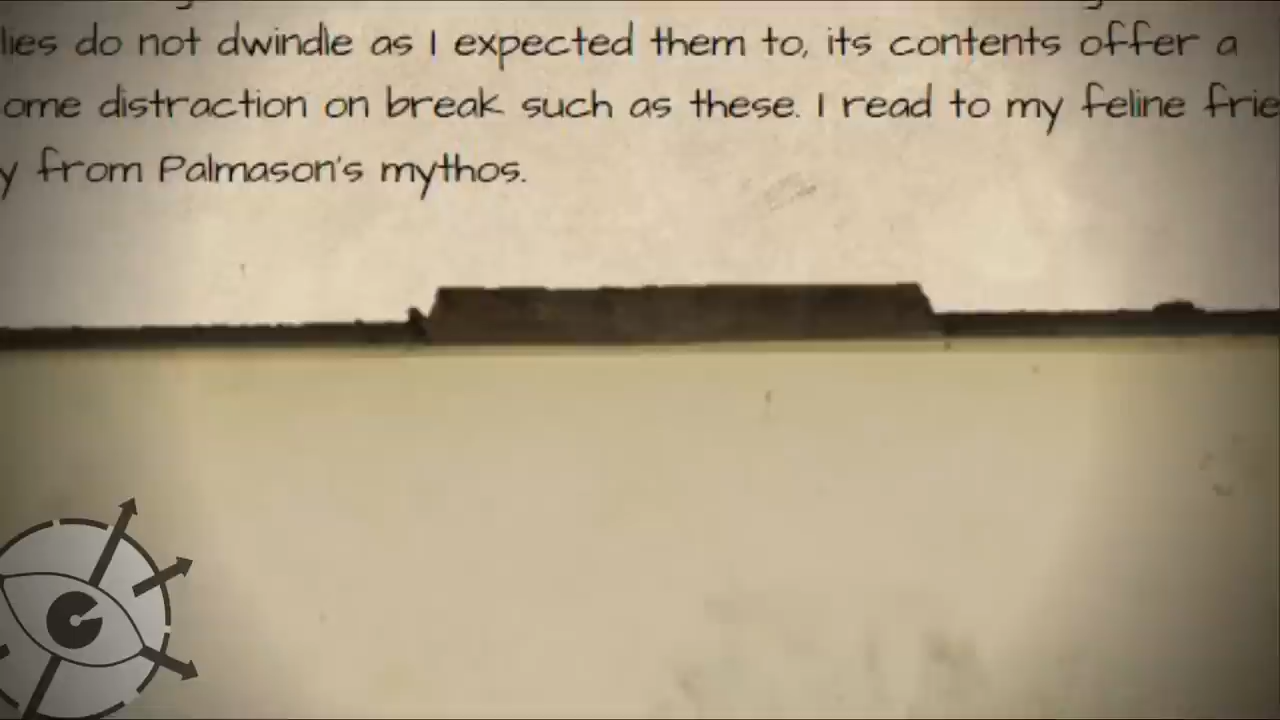 lies do not dwindle as I expected them to, its contents offer a
ome distraction on break such as these. I read to my feline frie
y from Palmason's mythos.